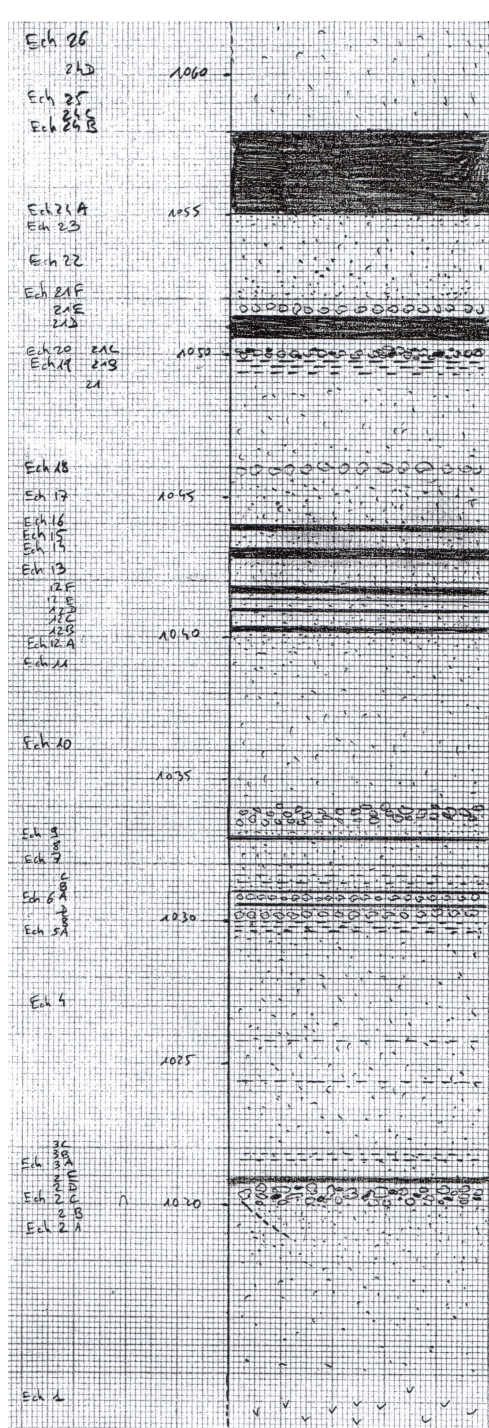 Ech 26
24D
1060
Ech 25
24C
Ech 24B
Ech 24A
1055
Ech 23
Ech 22
Ech 21F
21E
21D
Ech 20 21C
1050
Ech 19 21B
21
Ech 18
Ech 17
1045
Ech 16
Ech 15
Ech 14
Ech 13
12F
12E
12D
12C
12B
1040
Ech 12A
Ech 11
Ech 10
1035
Ech 9
8
Ech 7
C
B
Ech 6 A
1030
Ech 5A
Ech 4
1025
3C
3B
Ech 3A
2E
2D
Ech 2C
1020
2B
Ech 2A
Ech 1